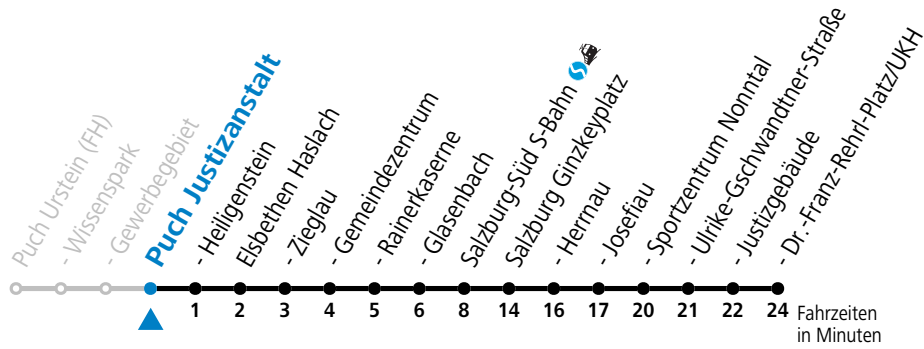 Puch Urstein (FH)
- Wissenspark
- Gewerbegebiet
Puch Justizanstalt
- Heiligenstein
Elsbethen Haslach
- Zieglau
- Gemeindezentrum
- Rainerkaserne
- Glasenbach
Salzburg-Süd S-Bahn
Salzburg Ginzkeyplatz
- Herrnau
- Josefiau
- Sportzentrum Nonntal
- Ulrike-Gschwandtner-Straße
- Justizgebäude
- Dr.-Franz-Rehrl-Platz/UKH
1 2 3 4 5 6 8 14 16 17 20 21 22 24 Fahrzeiten
in Minuten